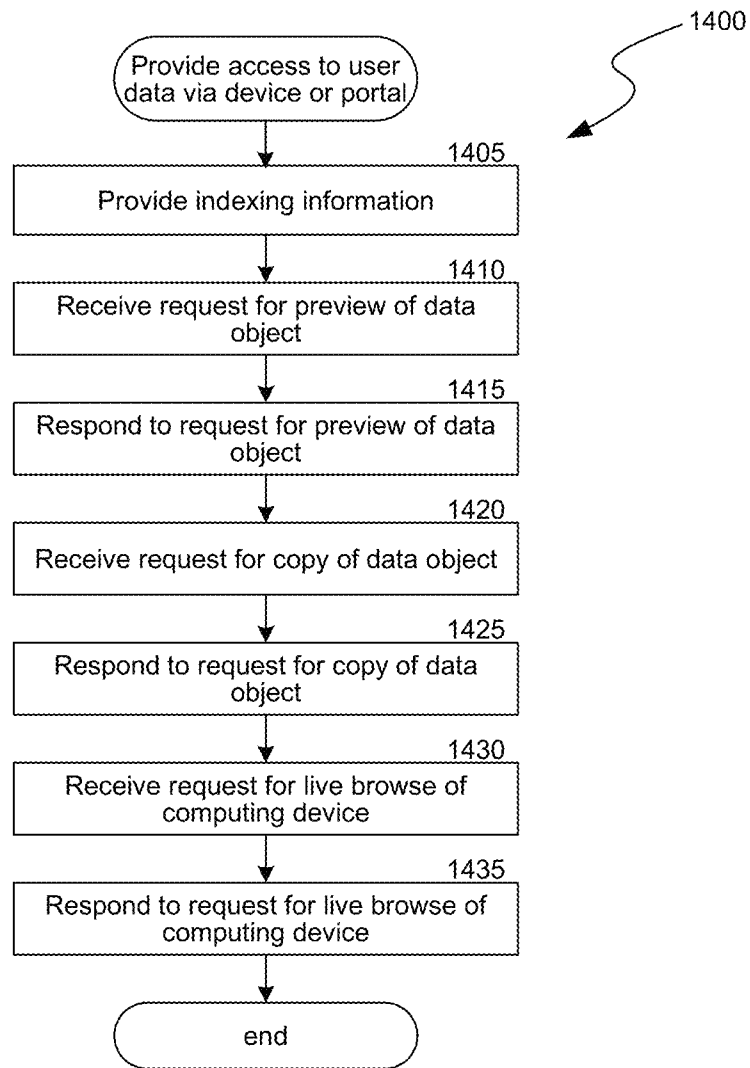 1400
Provide access to user
data via device or portal
1405
Provide indexing information
1410
Receive request for preview of data
object
1415
Respond to request for preview of data
object
1420
Receive request for copy of data object
1425
Respond to request for copy of data
object
1430
Receive request for live browse of
computing device
1435
Respond to request for live browse of
computing device
end